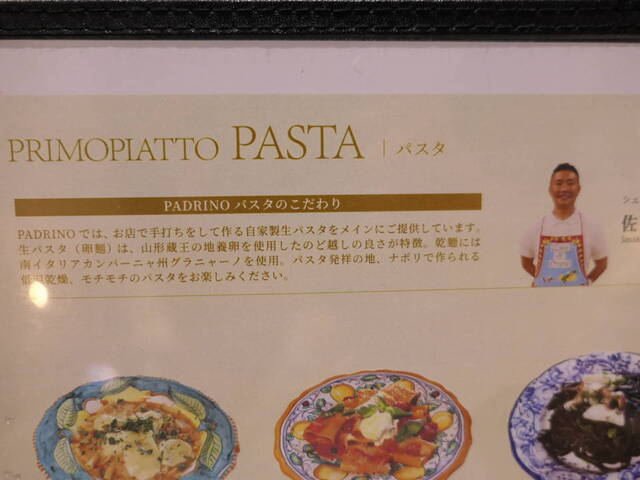 PRIMOPIATTO PASTA | パスタ
PADRINO パスタのこだわり
PADRINO では、お店で手打ちをして作る自家製生パスタをメインにご提供しています。
生パスタ（卵麺）は、山形蔵王の地養卵を使用したのど越しの良さが特徴。乾麺には
南イタリアカンパーニャ州グラニャーノを使用。パスタ発祥の地、ナポリで作られる
低温乾燥、モチモチのパスタをお楽しみください。
シェ
佐